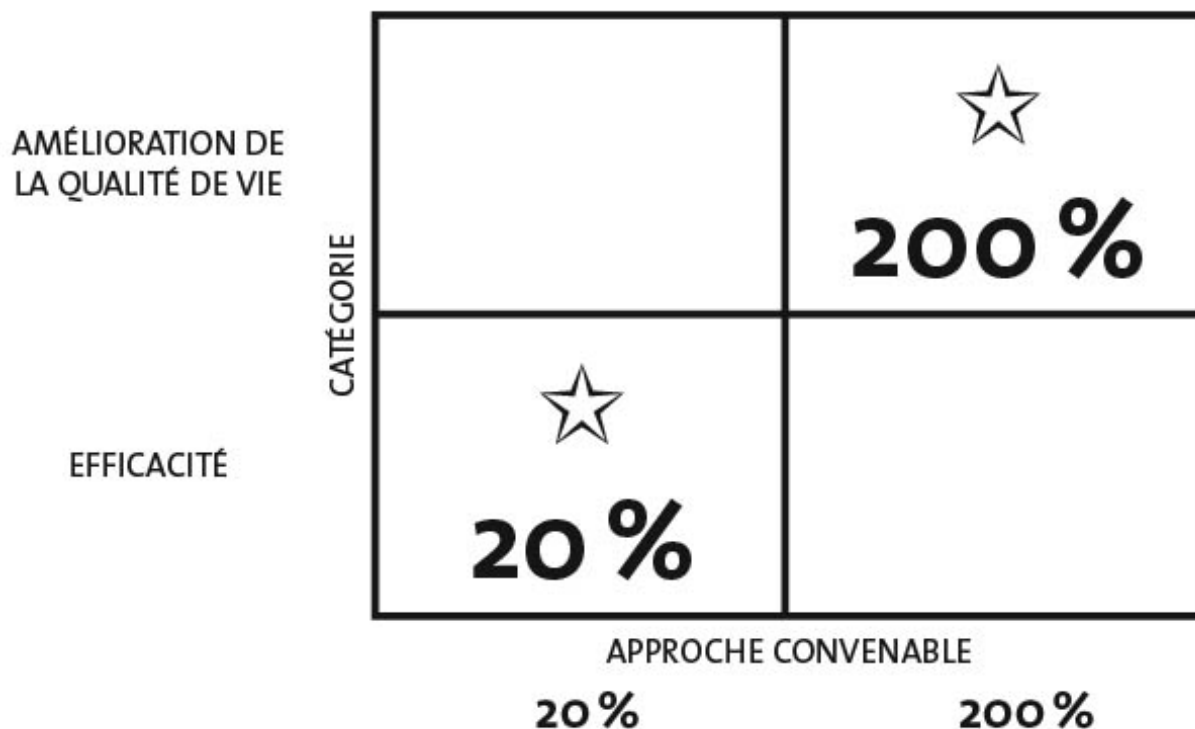 AMÉLIORATION DE
LA QUALITÉ DE VIE
200 %
CATÉGORIE
EFFICACITÉ
20 %
APPROCHE CONVENABLE
20 %
200 %